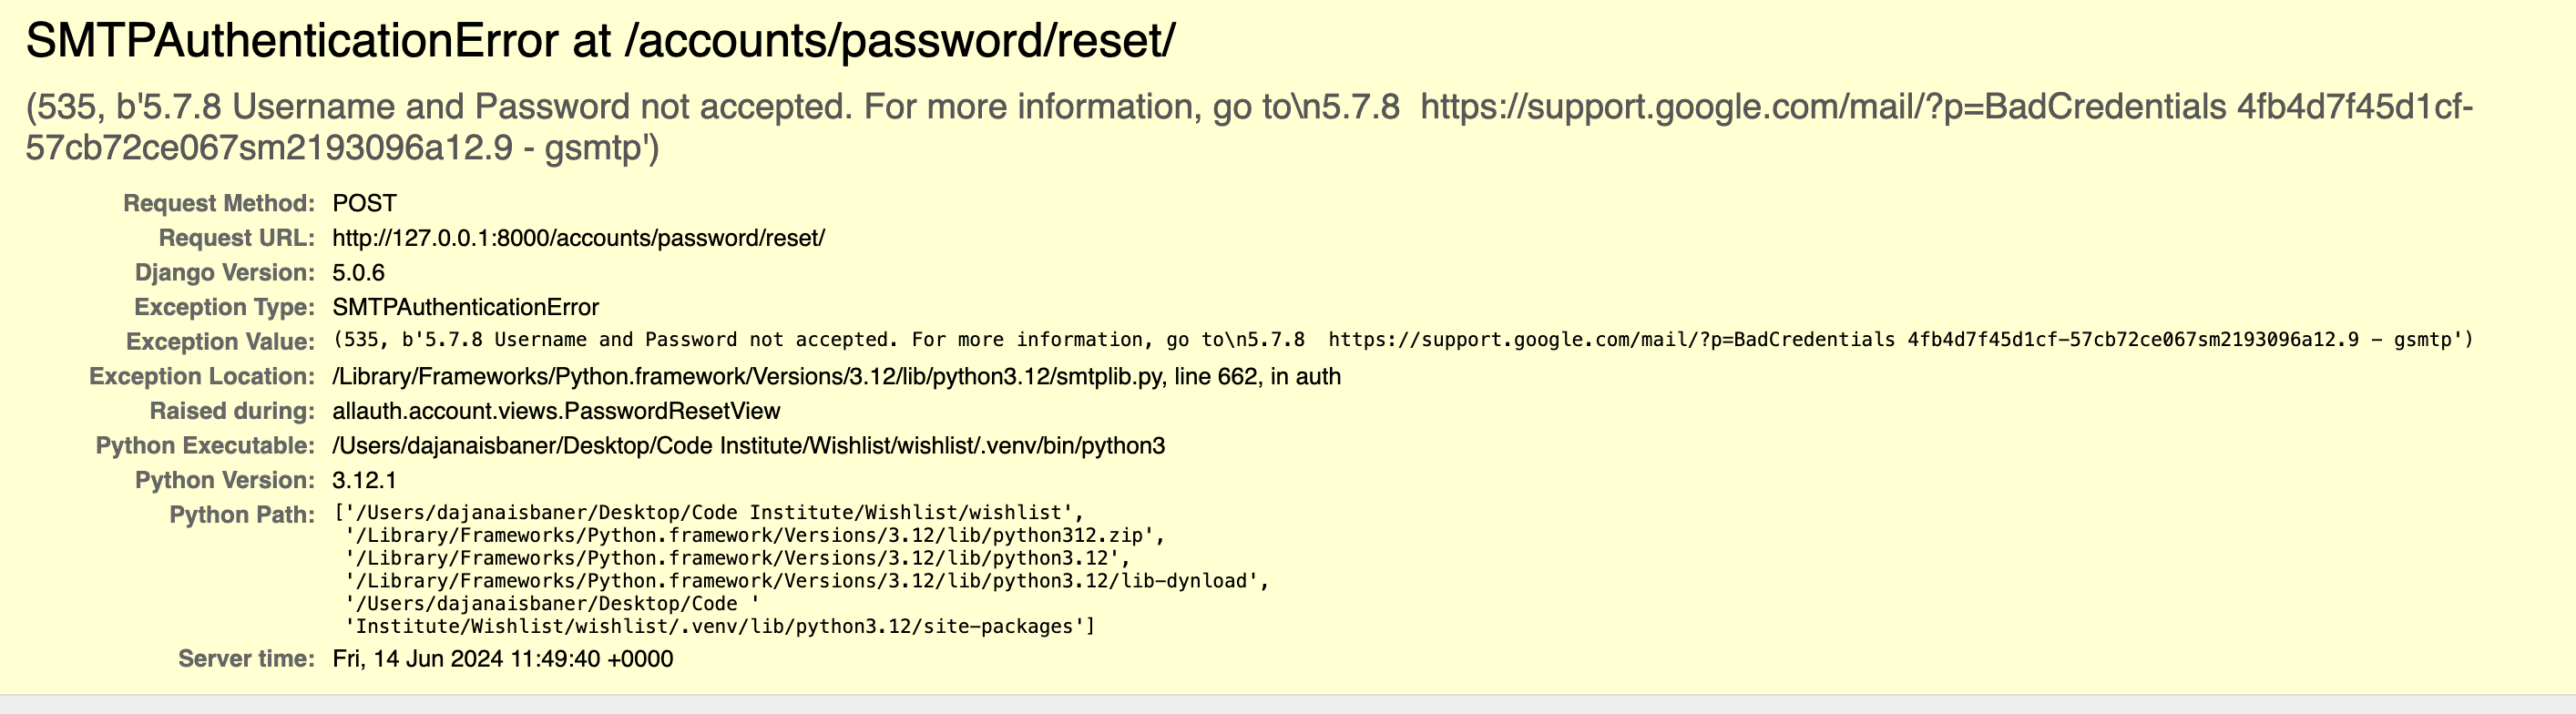 SMTPAuthenticationError at /accounts/password/reset/
(535, b'5.7.8 Username and Password not accepted. For more information, go to\n5.7.8  https://support.google.com/mail/?p=BadCredentials 4fb4d7f45d1cf-
57cb72ce067sm2193096a12.9 - gsmtp')
Request Method: POST
Request URL: http://127.0.0.1:8000/accounts/password/reset/
Django Version: 5.0.6
Exception Type: SMTPAuthenticationError
Exception Value: (535, b'5.7.8 Username and Password not accepted. For more information, go to\n5.7.8  https://support.google.com/mail/?p=BadCredentials 4fb4d7f45d1cf-57cb72ce067sm2193096a12.9 - gsmtp')
Exception Location: /Library/Frameworks/Python.framework/Versions/3.12/lib/python3.12/smtplib.py, line 662, in auth
Raised during: allauth.account.views.PasswordResetView
Python Executable: /Users/dajanaisbaner/Desktop/Code Institute/Wishlist/wishlist/.venv/bin/python3
Python Version: 3.12.1
Python Path: ['/Users/dajanaisbaner/Desktop/Code Institute/Wishlist/wishlist',
'/Library/Frameworks/Python.framework/Versions/3.12/lib/python312.zip',
'/Library/Frameworks/Python.framework/Versions/3.12/lib/python3.12',
'/Library/Frameworks/Python.framework/Versions/3.12/lib/python3.12/lib-dynload',
'/Users/dajanaisbaner/Desktop/Code '
'Institute/Wishlist/wishlist/.venv/lib/python3.12/site-packages']
Server time: Fri, 14 Jun 2024 11:49:40 +0000